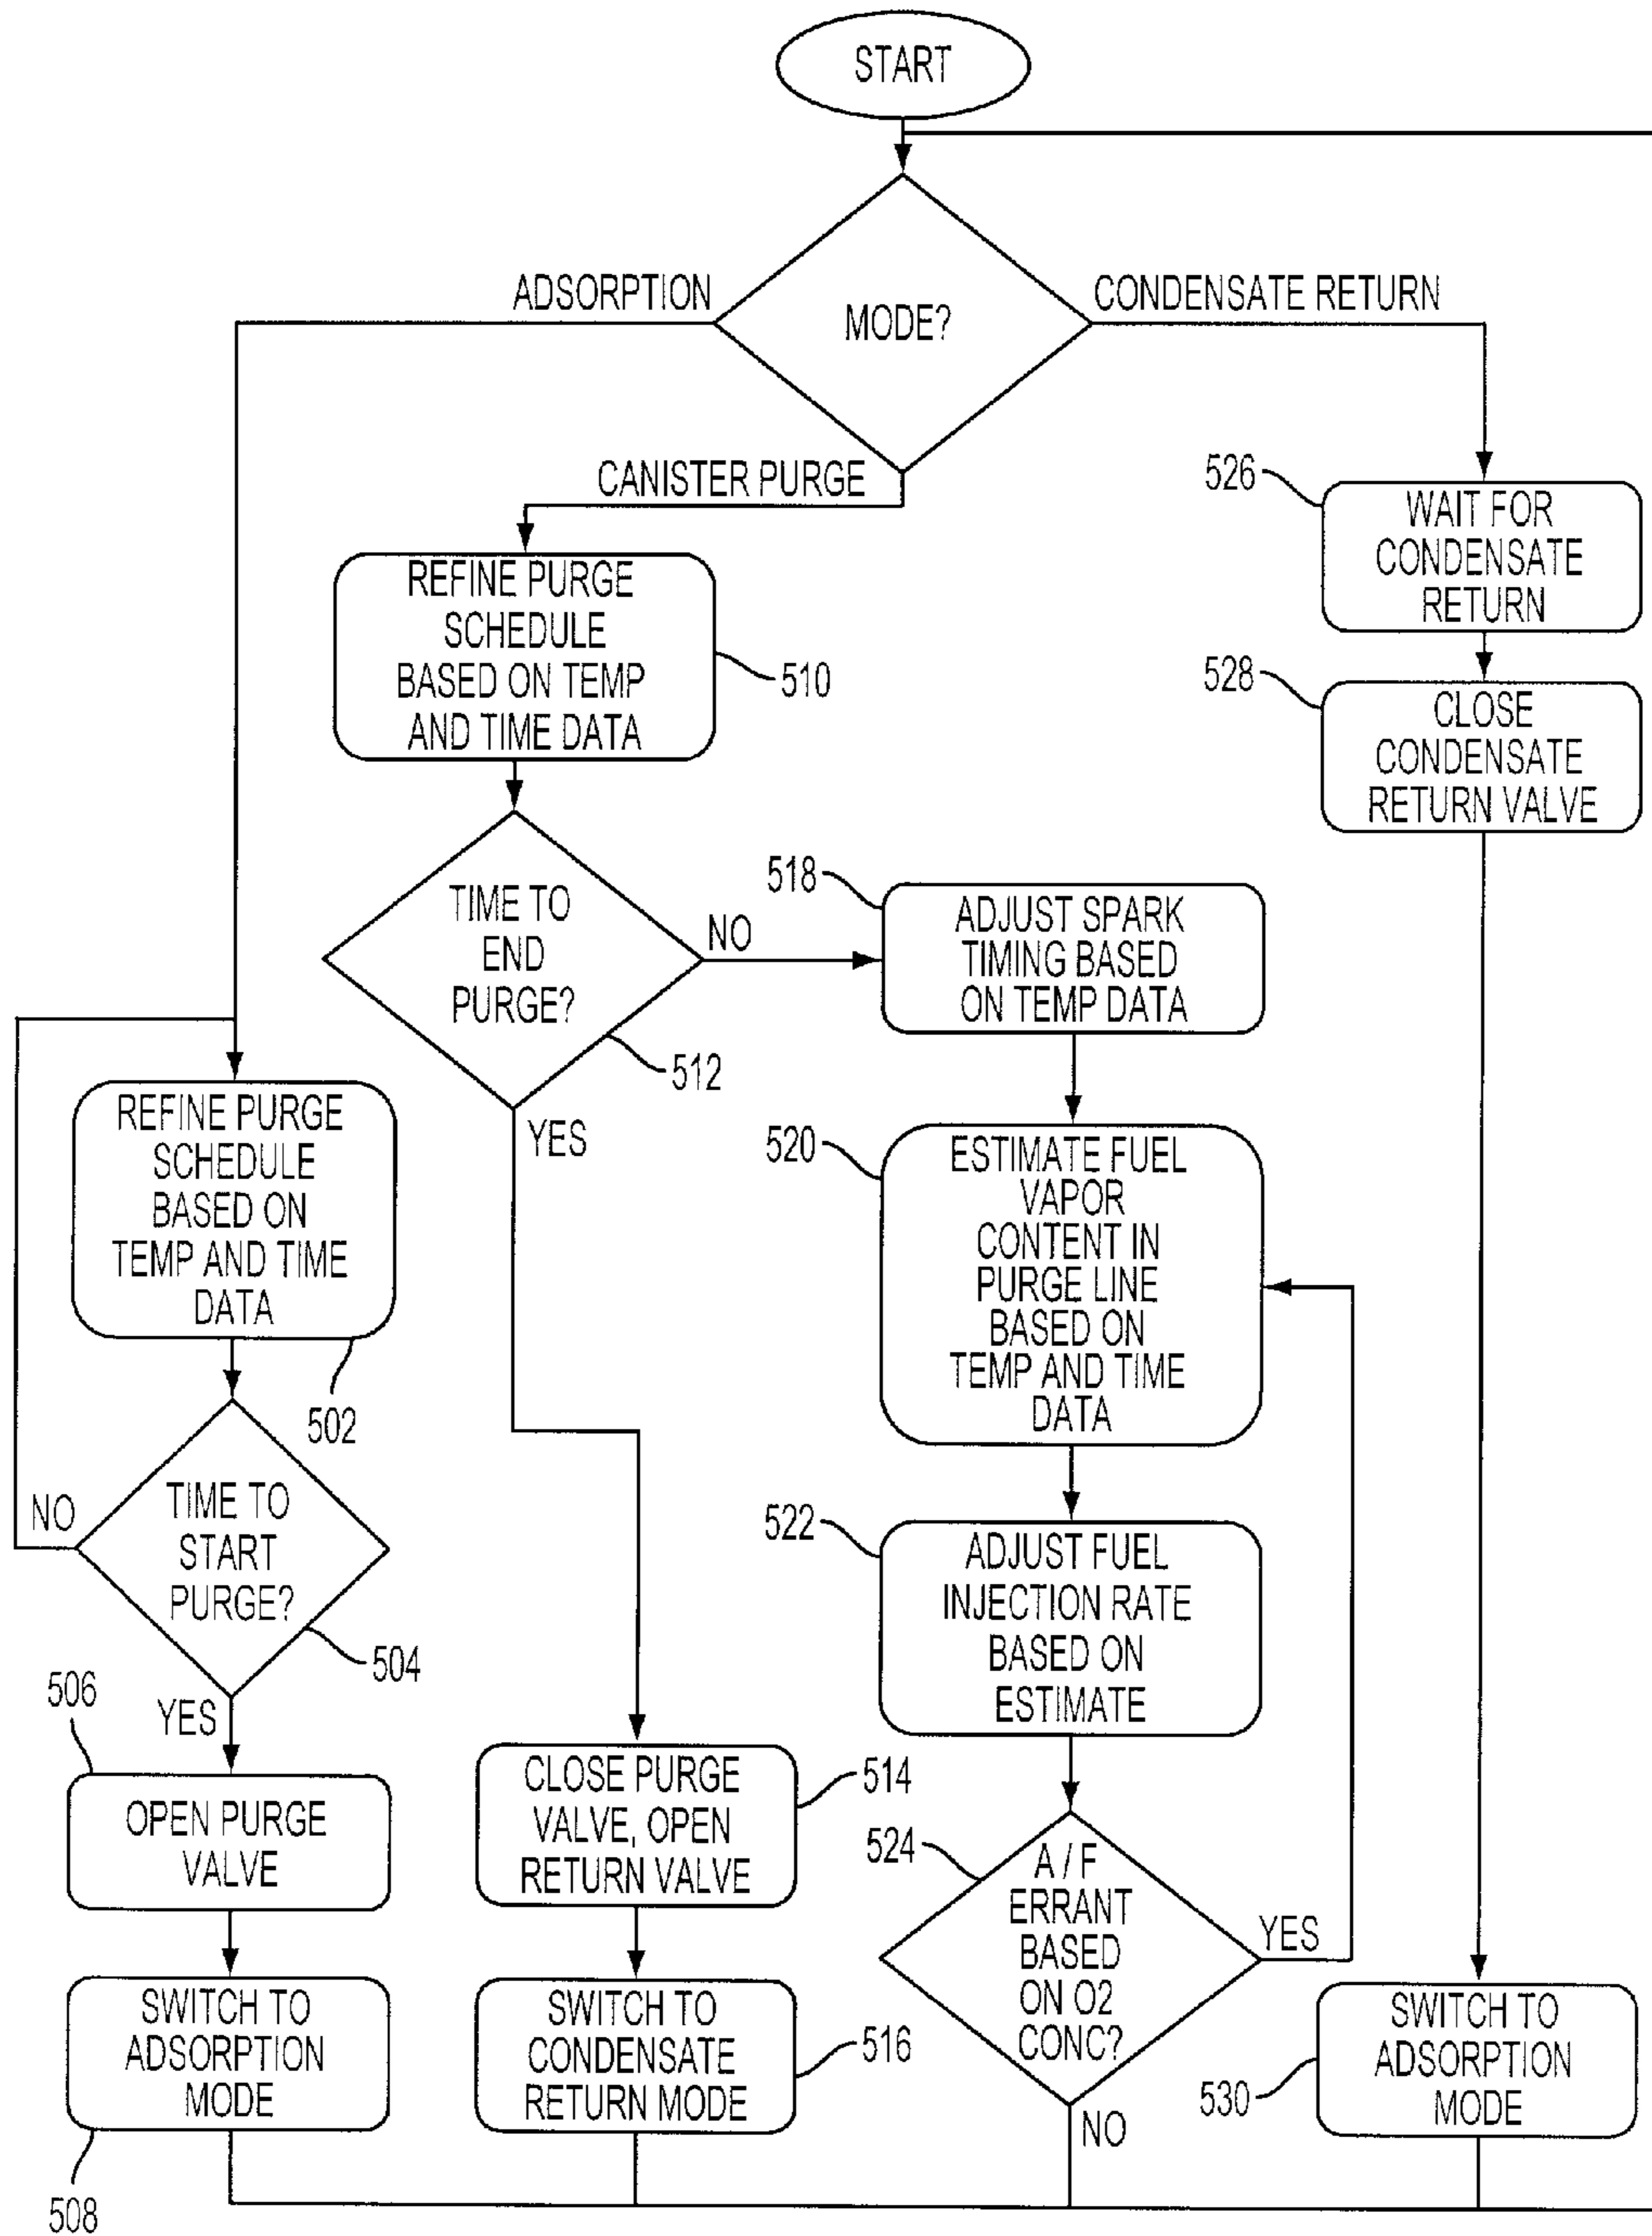 START
MODE?
ADSORPTION
CONDENSATE RETURN
CANISTER PURGE
526
WAIT FOR
CONDENSATE
RETURN
REFINE PURGE
SCHEDULE
BASED ON TEMP
AND TIME DATA
510
528
CLOSE
CONDENSATE
RETURN VALVE
TIME TO
END
PURGE?
NO
512
YES
518
ADJUST SPARK
TIMING BASED
ON TEMP DATA
REFINE PURGE
SCHEDULE
BASED ON
TEMP AND TIME
DATA
502
520
ESTIMATE FUEL
VAPOR
CONTENT IN
PURGE LINE
BASED ON
TEMP AND TIME
DATA
NO
TIME TO
START
PURGE?
504
YES
522
ADJUST FUEL
INJECTION RATE
BASED ON
ESTIMATE
506
OPEN PURGE
VALVE
CLOSE PURGE
VALVE, OPEN
RETURN VALVE
514
524
A / F
ERRANT
BASED
ON O2
CONC?
YES
NO
SWITCH TO
ADSORPTION
MODE
508
SWITCH TO
CONDENSATE
RETURN MODE
516
530
SWITCH TO
ADSORPTION
MODE